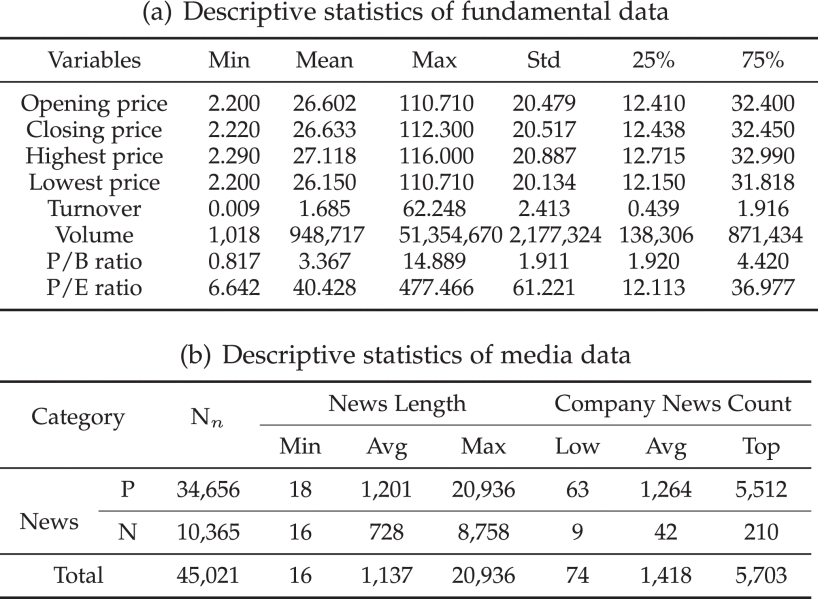 (a) Descriptive statistics of fundamental data
Variables Min Mean Max Std 25% 75%
Opening price 2.200 26.602 110.710 20.479 12.410 32.400
Closing price 2.220 26.633 112.300 20.517 12.438 32.450
Highest price 2.290 27.118 116.000 20.887 12.715 32.990
Lowest price 2.200 26.150 110.710 20.134 12.150 31.818
Turnover 0.009 1.685 62.248 2.413 0.439 1.916
Volume 1,018 948,717 51,354,670 2,177,324 138,306 871,434
P/B ratio 0.817 3.367 14.889 1.911 1.920 4.420
P/E ratio 6.642 40.428 477.466 61.221 12.113 36.977
(b) Descriptive statistics of media data
Category Nₙ News Length Company News Count
Min Avg Max Low Avg Top
News P 34,656 18 1,201 20,936 63 1,264 5,512
N 10,365 16 728 8,758 9 42 210
Total 45,021 16 1,137 20,936 74 1,418 5,703